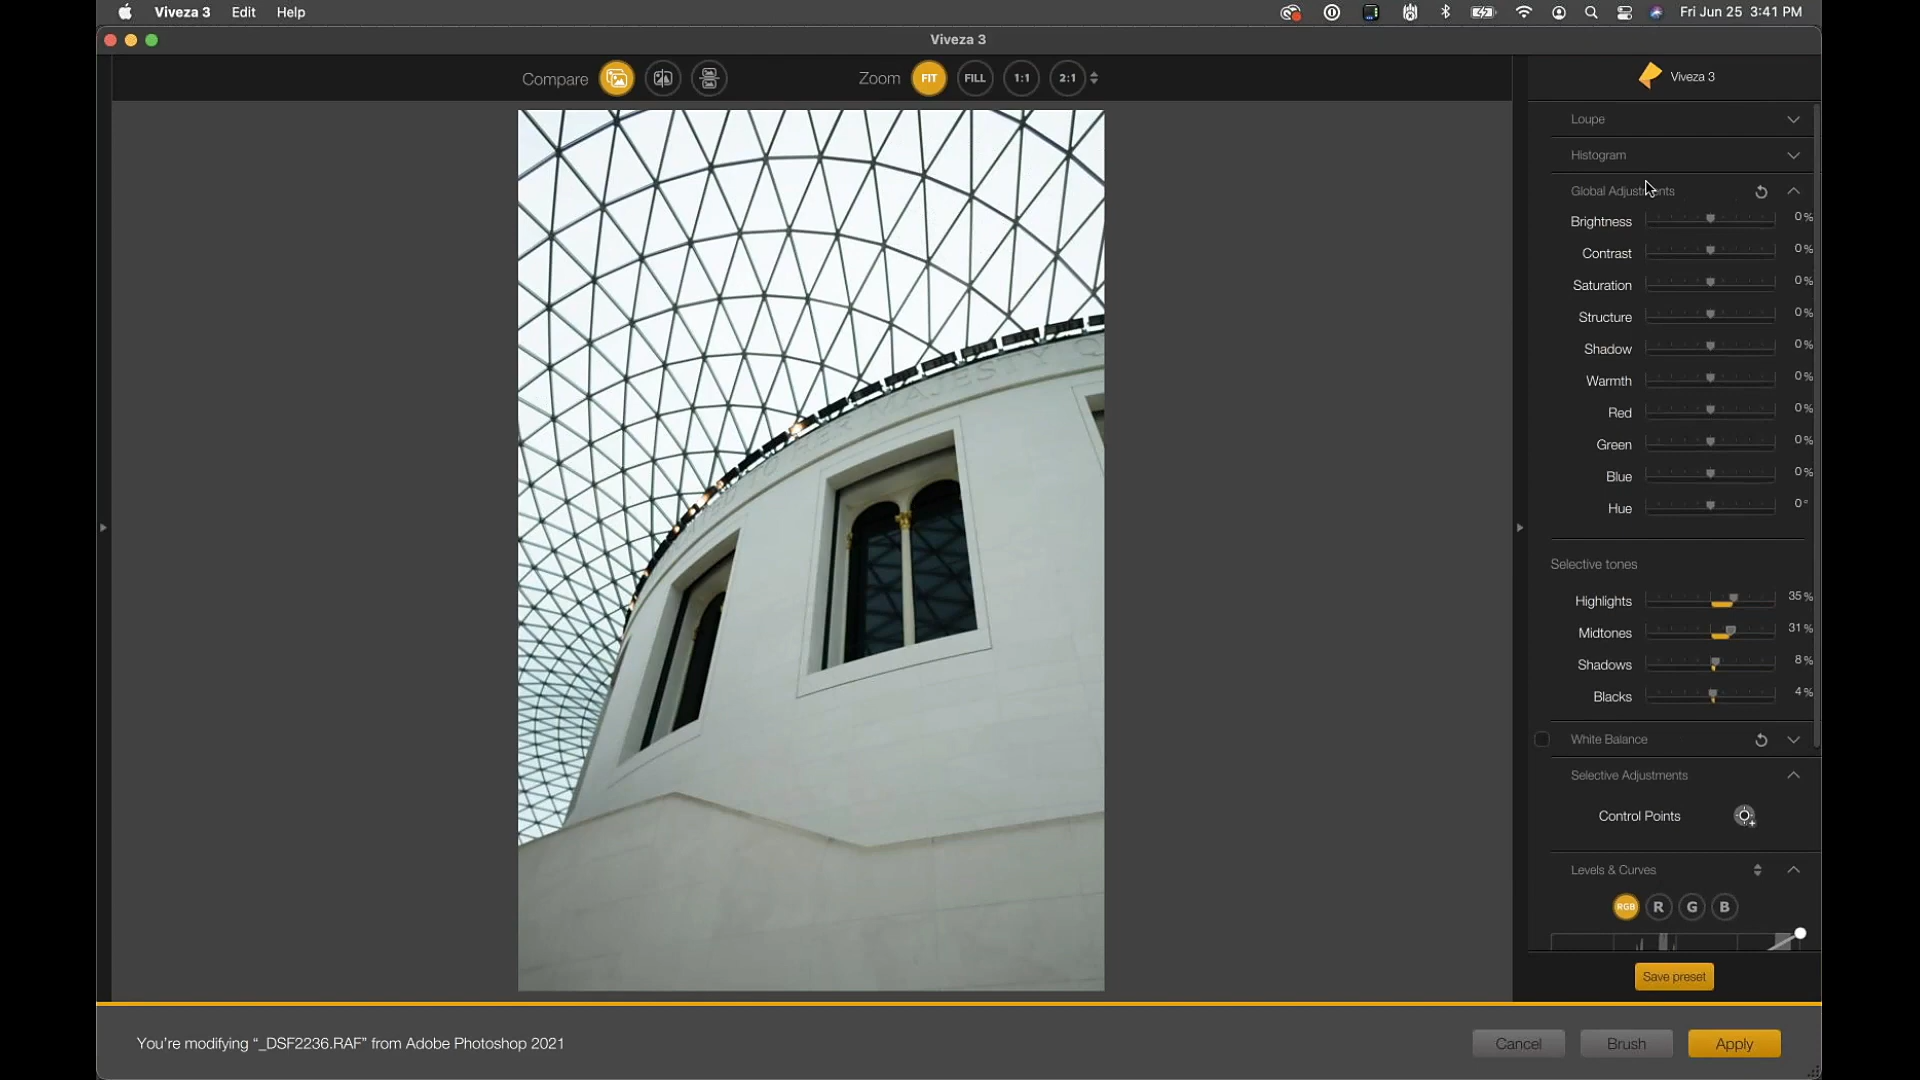 Viveza 3 Edit Help Fri Jun 25 3:41 PM
Viveza 3
Compare Zoom FIT FILL 1:1 2:1
Viveza 3
Loupe
Histogram
Global Adjustments
Brightness 0%
Contrast 0%
Saturation 0%
Structure 0%
Shadow 0%
Warmth 0%
Red 0%
Green 0%
Blue 0%
Hue 0°
Selective tones
Highlights 35%
Midtones 31%
Shadows 8%
Blacks 4%
White Balance
Selective Adjustments
Control Points
Levels & Curves
RGB R G B
Save preset
MAJESTY Q
HER
You're modifying "_DSF2236.RAF" from Adobe Photoshop 2021
Cancel Brush Apply